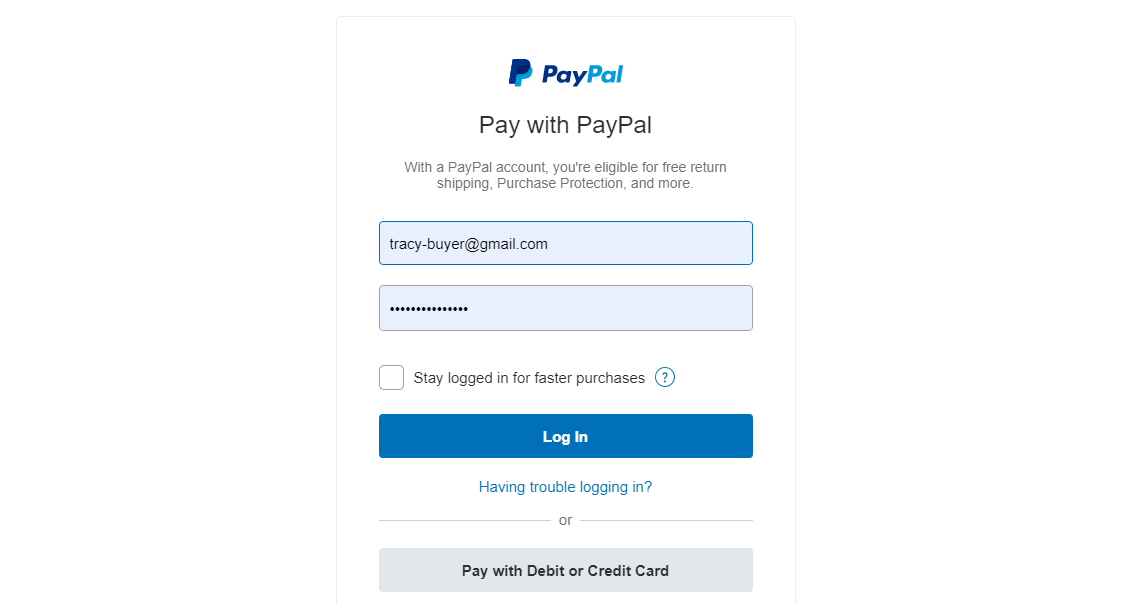 PayPal
Pay with PayPal
With a PayPal account, you're eligible for free return
shipping, Purchase Protection, and more.
tracy-buyer@gmail.com
•••••••••••••••
Stay logged in for faster purchases ?
Log In
Having trouble logging in?
or
Pay with Debit or Credit Card